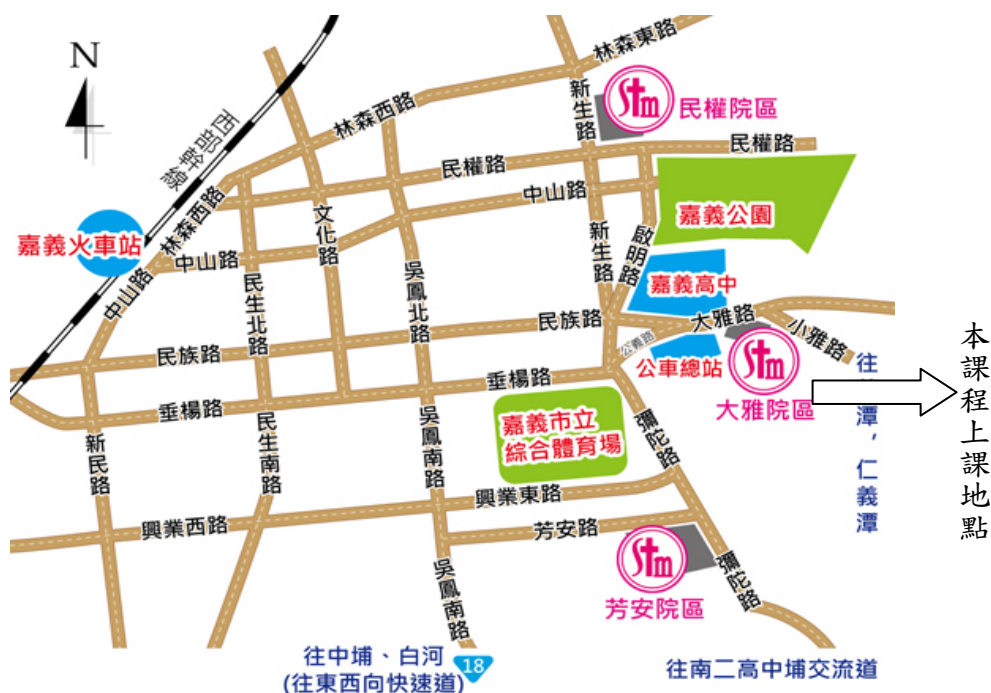 N
西部幹線
林森東路
新生路
Stm
民權院區
林森西路
民權路
民權路
中山路
嘉義公園
林森西路
文化路
嘉義火車站
中山路
中山路
民生北路
吳鳳北路
新生路
啟明路
嘉義高中
民族路
大雅路
小雅路
公義路
公車總站
Stm
大雅院區
民族路
垂楊路
垂楊路
嘉義市立
綜合體育場
彌陀路
新民路
民生南路
吳鳳南路
興業東路
興業西路
芳安路
Stm
芳安院區
彌陀路
吳鳳南路
往中埔、白河
(往東西向快速道)
18
往南二高中埔交流道
潭，仁義潭
本課程上課地點